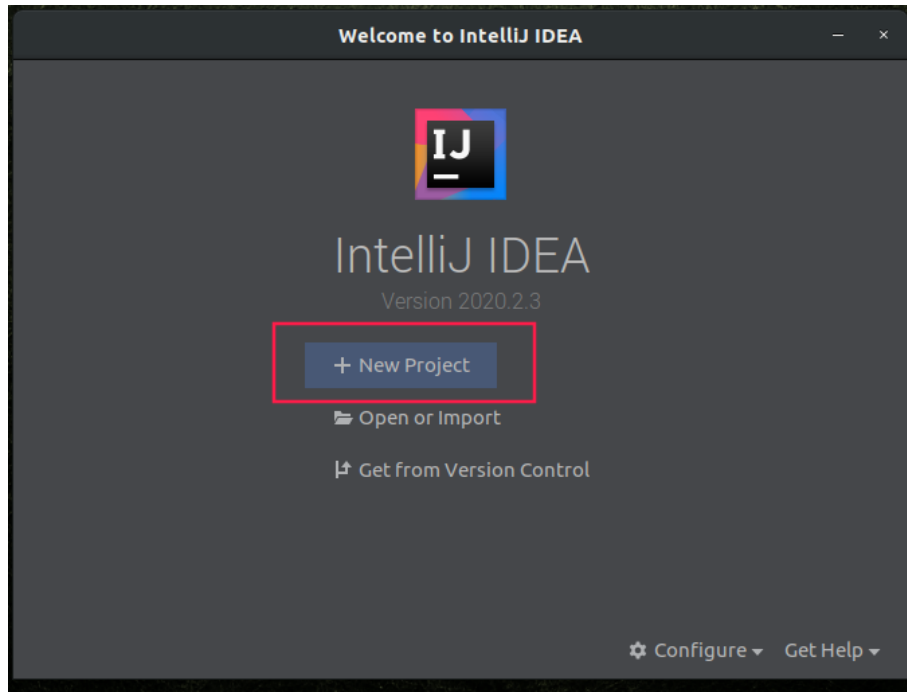 Welcome to IntelliJ IDEA
IJ
IntelliJ IDEA
Version 2020.2.3
+ New Project
Open or Import
Get from Version Control
Configure Get Help